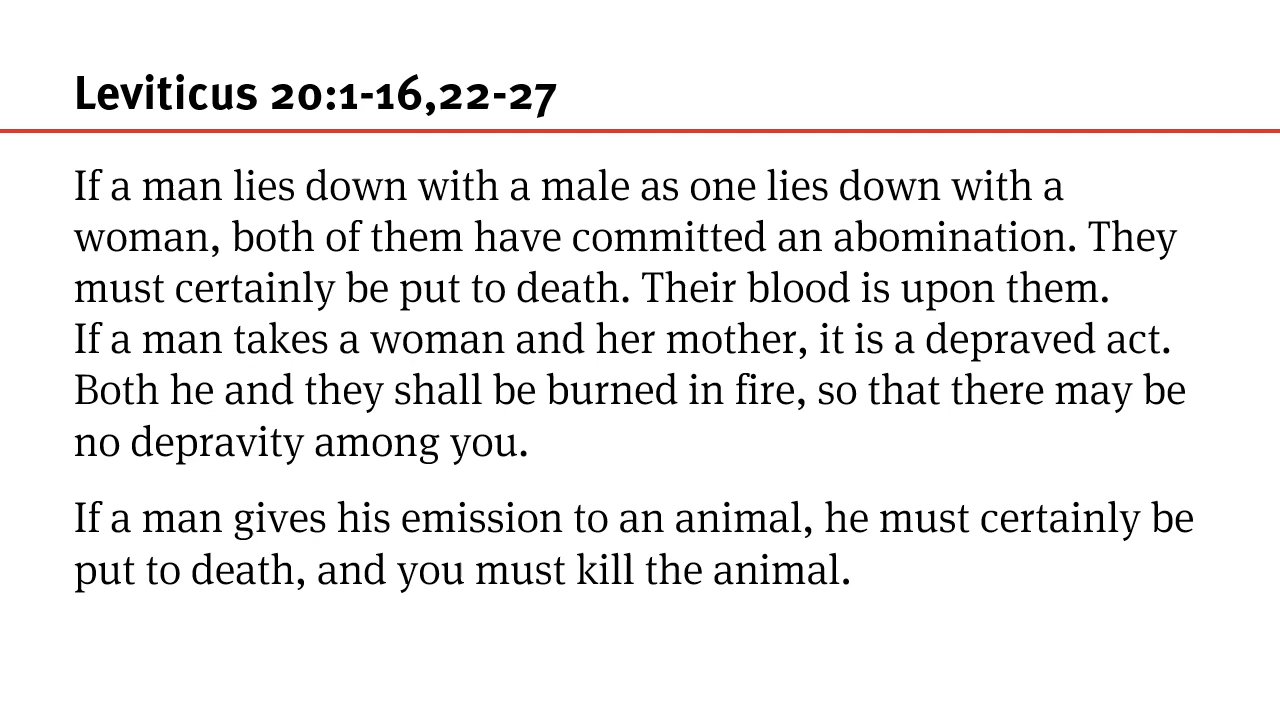 Leviticus 20:1-16,22-27
If a man lies down with a male as one lies down with a
woman, both of them have committed an abomination. They
must certainly be put to death. Their blood is upon them.
If a man takes a woman and her mother, it is a depraved act.
Both he and they shall be burned in fire, so that there may be
no depravity among you.
If a man gives his emission to an animal, he must certainly be
put to death, and you must kill the animal.